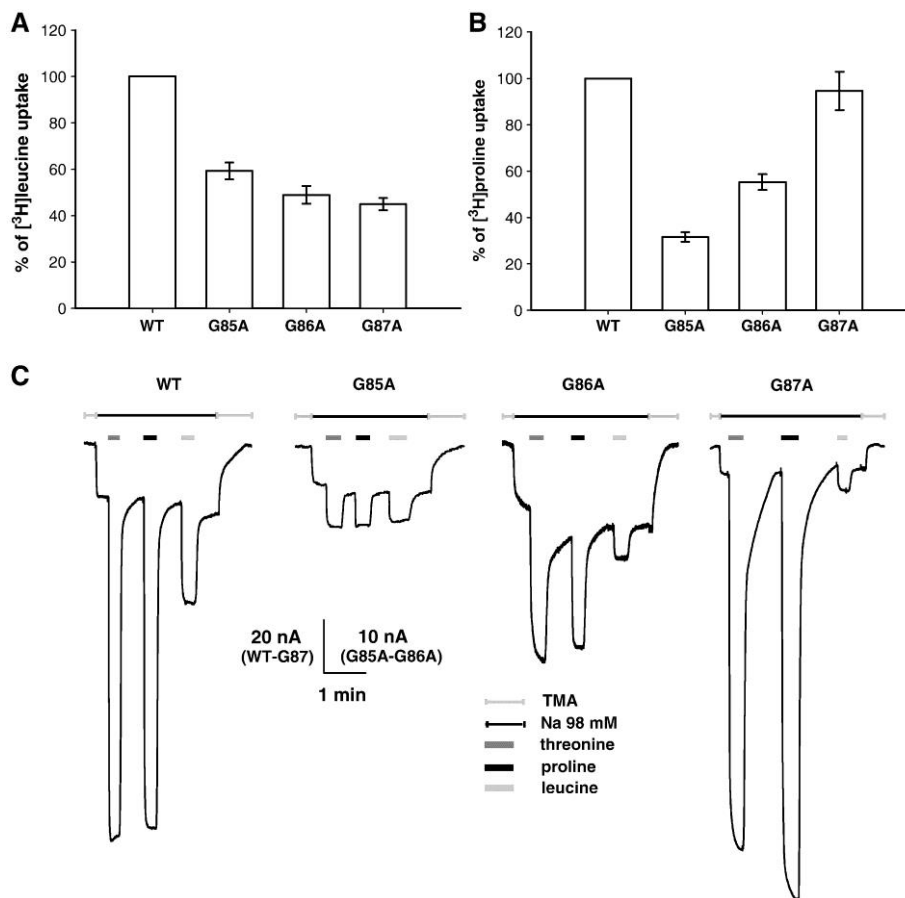 A
% of [³H]leucine uptake
120
100
80
60
40
20
0
WT G85A G86A G87A
B
% of [³H]proline uptake
120
100
80
60
40
20
0
WT G85A G86A G87A
C
WT G85A G86A G87A
20 nA 10 nA
(WT-G87) (G85A-G86A)
1 min
TMA
Na 98 mM
threonine
proline
leucine